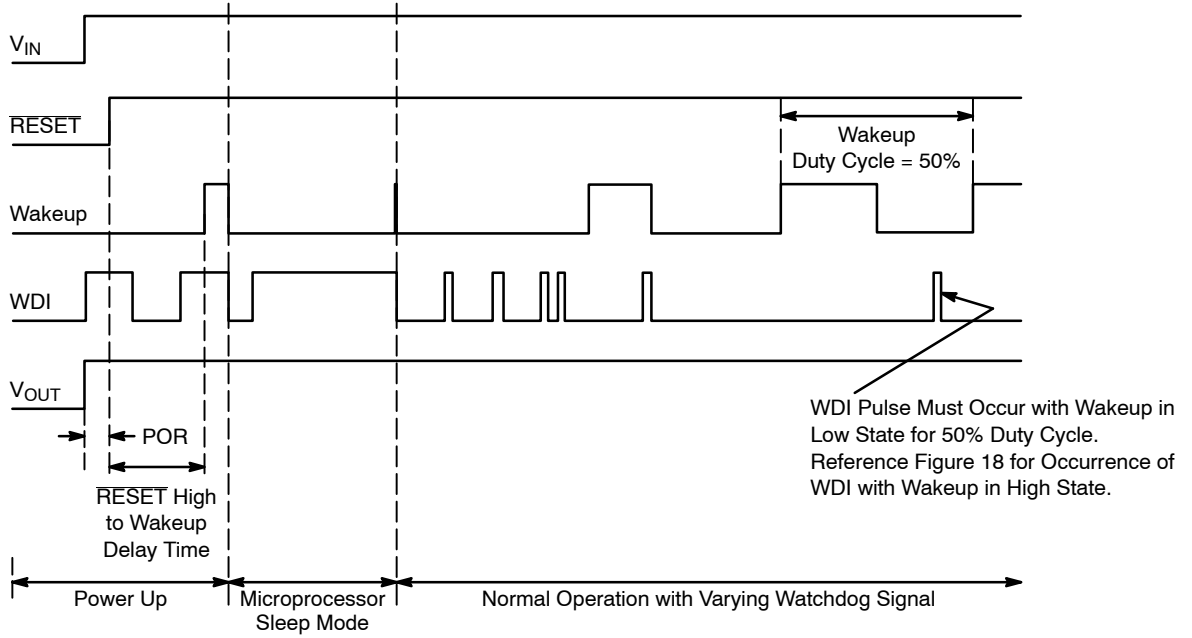 VIN
RESET
Wakeup
Duty Cycle = 50%
Wakeup
WDI
VOUT
WDI Pulse Must Occur with Wakeup in
Low State for 50% Duty Cycle.
Reference Figure 18 for Occurrence of
WDI with Wakeup in High State.
POR
RESET High
to Wakeup
Delay Time
Power Up
Microprocessor
Sleep Mode
Normal Operation with Varying Watchdog Signal